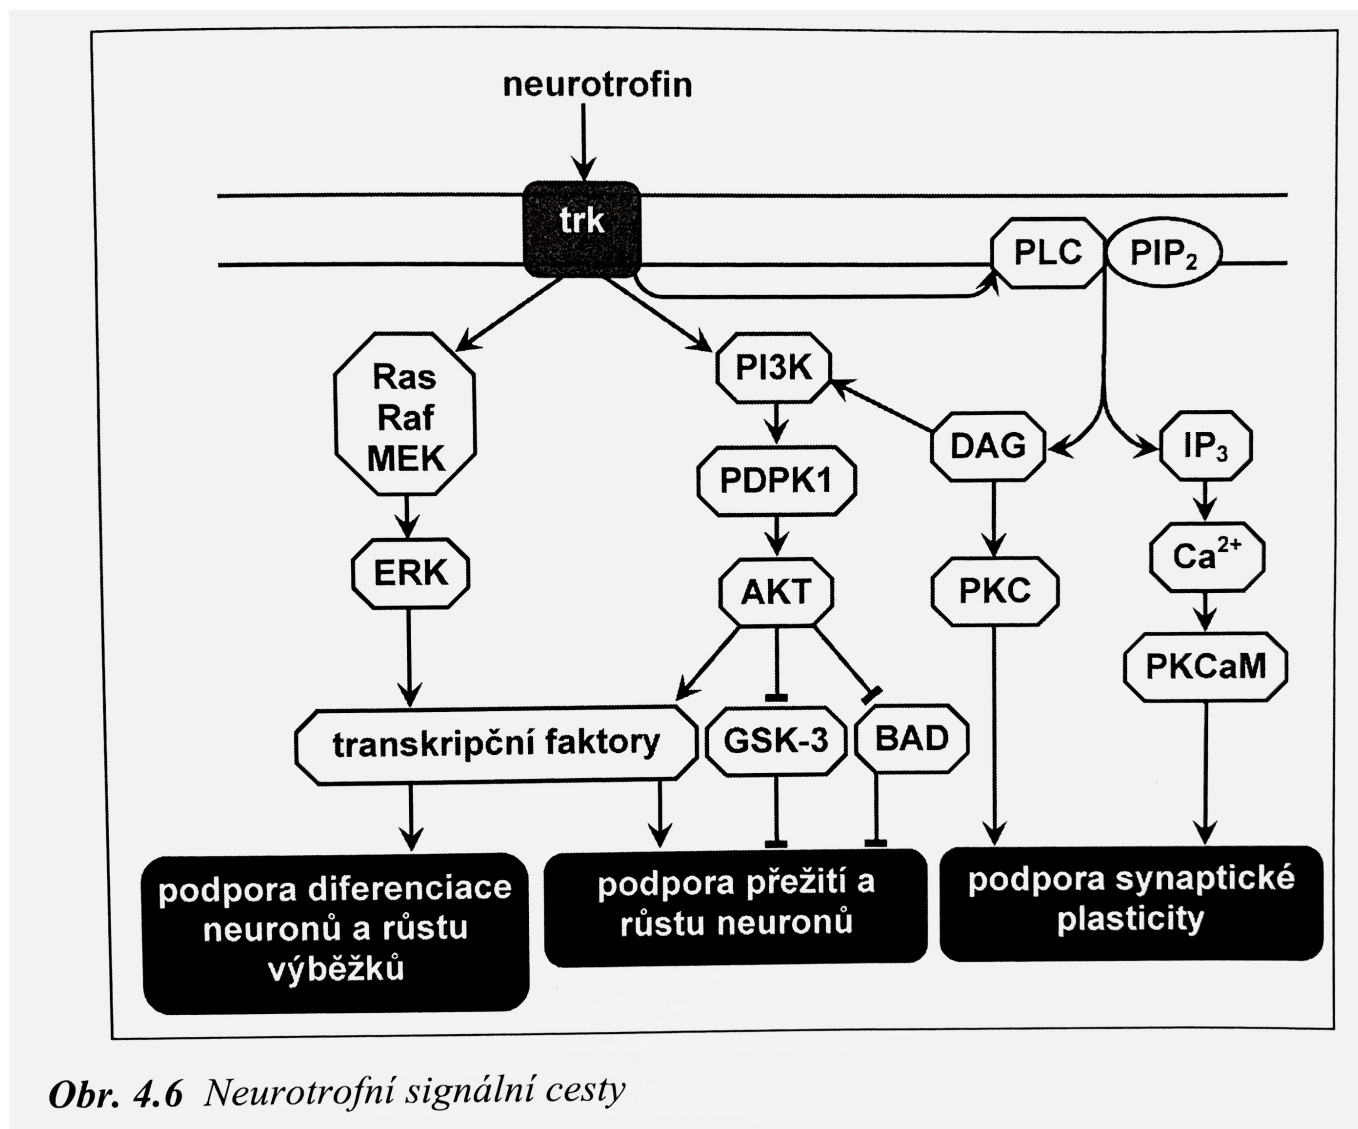 neurotrofin
trk
PLC
PIP₂
Ras
Raf
MEK
PI3K
DAG
IP₃
PDPK1
ERK
AKT
PKC
Ca²⁺
PKCaM
transkripční faktory
GSK-3
BAD
podpora diferenciace
neuronů a růstu
výběžků
podpora přežití a
růstu neuronů
podpora synaptické
plasticity
Obr. 4.6 Neurotrofní signální cesty